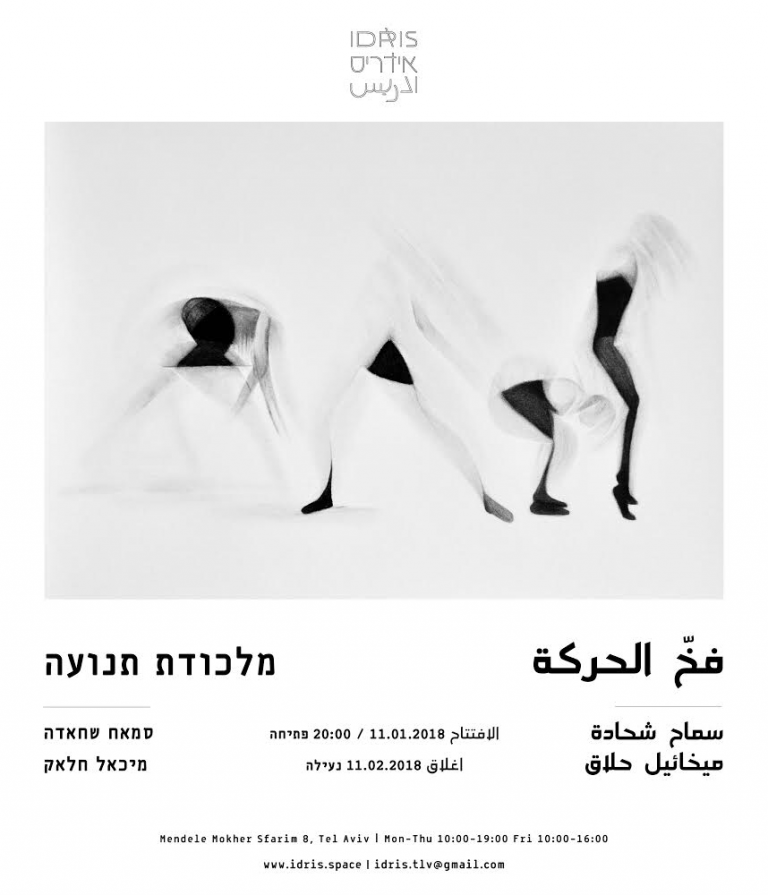 IDRIS
אידריס
ادريس
فخّ الحركة
מלכודת תנועה
سماح شحادة
الافتتاح 11.01.2018 / 20:00 פתיחה
סמאח שחאדה
ميخائيل حلاق
اغلاق 11.02.2018 נעילה
מיכאל חלאק
Mendele Mokher Sfarim 8, Tel Aviv | Mon-Thu 10:00-19:00 Fri 10:00-16:00
www.idris.space | idris.tlv@gmail.com